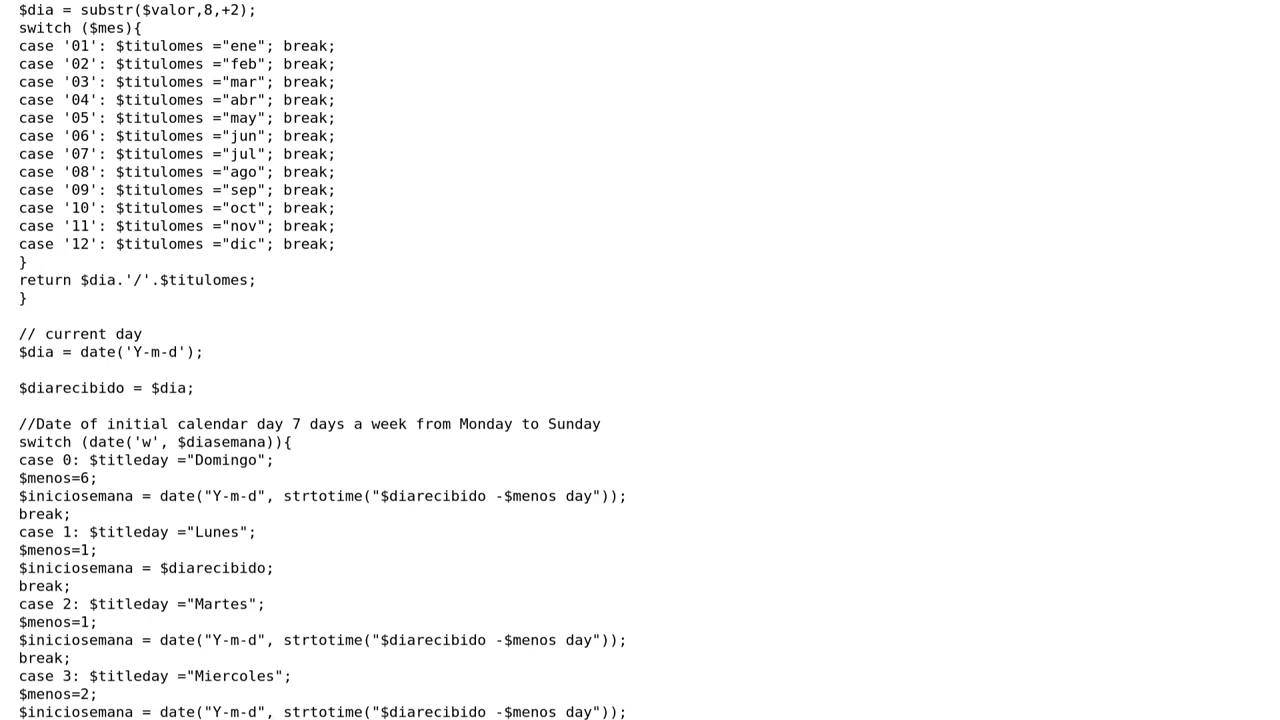 $dia = substr($valor,8,+2);
switch ($mes){
case '01': $titulomes ="ene"; break;
case '02': $titulomes ="feb"; break;
case '03': $titulomes ="mar"; break;
case '04': $titulomes ="abr"; break;
case '05': $titulomes ="may"; break;
case '06': $titulomes ="jun"; break;
case '07': $titulomes ="jul"; break;
case '08': $titulomes ="ago"; break;
case '09': $titulomes ="sep"; break;
case '10': $titulomes ="oct"; break;
case '11': $titulomes ="nov"; break;
case '12': $titulomes ="dic"; break;
}
return $dia.'/'.$titulomes;
}
// current day
$dia = date('Y-m-d');
$diarecibido = $dia;
//Date of initial calendar day 7 days a week from Monday to Sunday
switch (date('w', $diasemana)){
case 0: $titleday ="Domingo";
$menos=6;
$iniciosemana = date("Y-m-d", strtotime("$diarecibido -$menos day"));
break;
case 1: $titleday ="Lunes";
$menos=1;
$iniciosemana = $diarecibido;
break;
case 2: $titleday ="Martes";
$menos=1;
$iniciosemana = date("Y-m-d", strtotime("$diarecibido -$menos day"));
break;
case 3: $titleday ="Miercoles";
$menos=2;
$iniciosemana = date("Y-m-d", strtotime("$diarecibido -$menos day"));